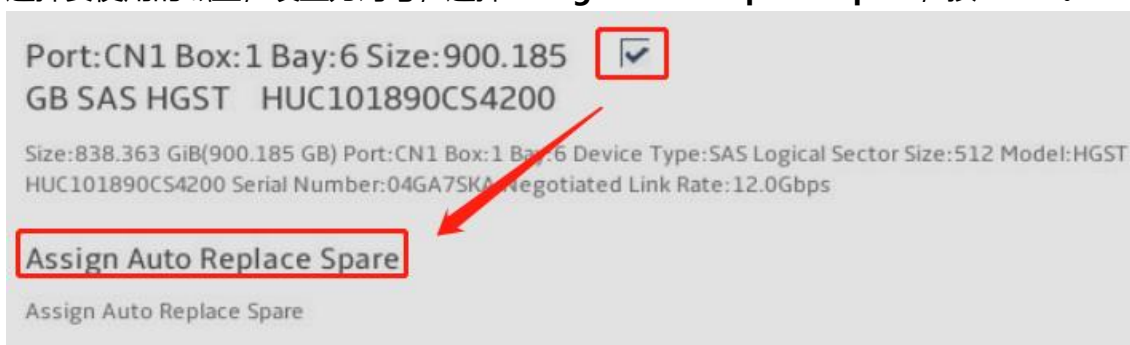 Port:CN1 Box:1 Bay:6 Size:900.185
GB SAS HGST HUC101890CS4200
Size:838.363 GiB(900.185 GB) Port:CN1 Box:1 Bay:6 Device Type:SAS Logical Sector Size:512 Model:HGST
HUC101890CS4200 Serial Number:04GA7SKA Negotiated Link Rate:12.0Gbps
Assign Auto Replace Spare
Assign Auto Replace Spare